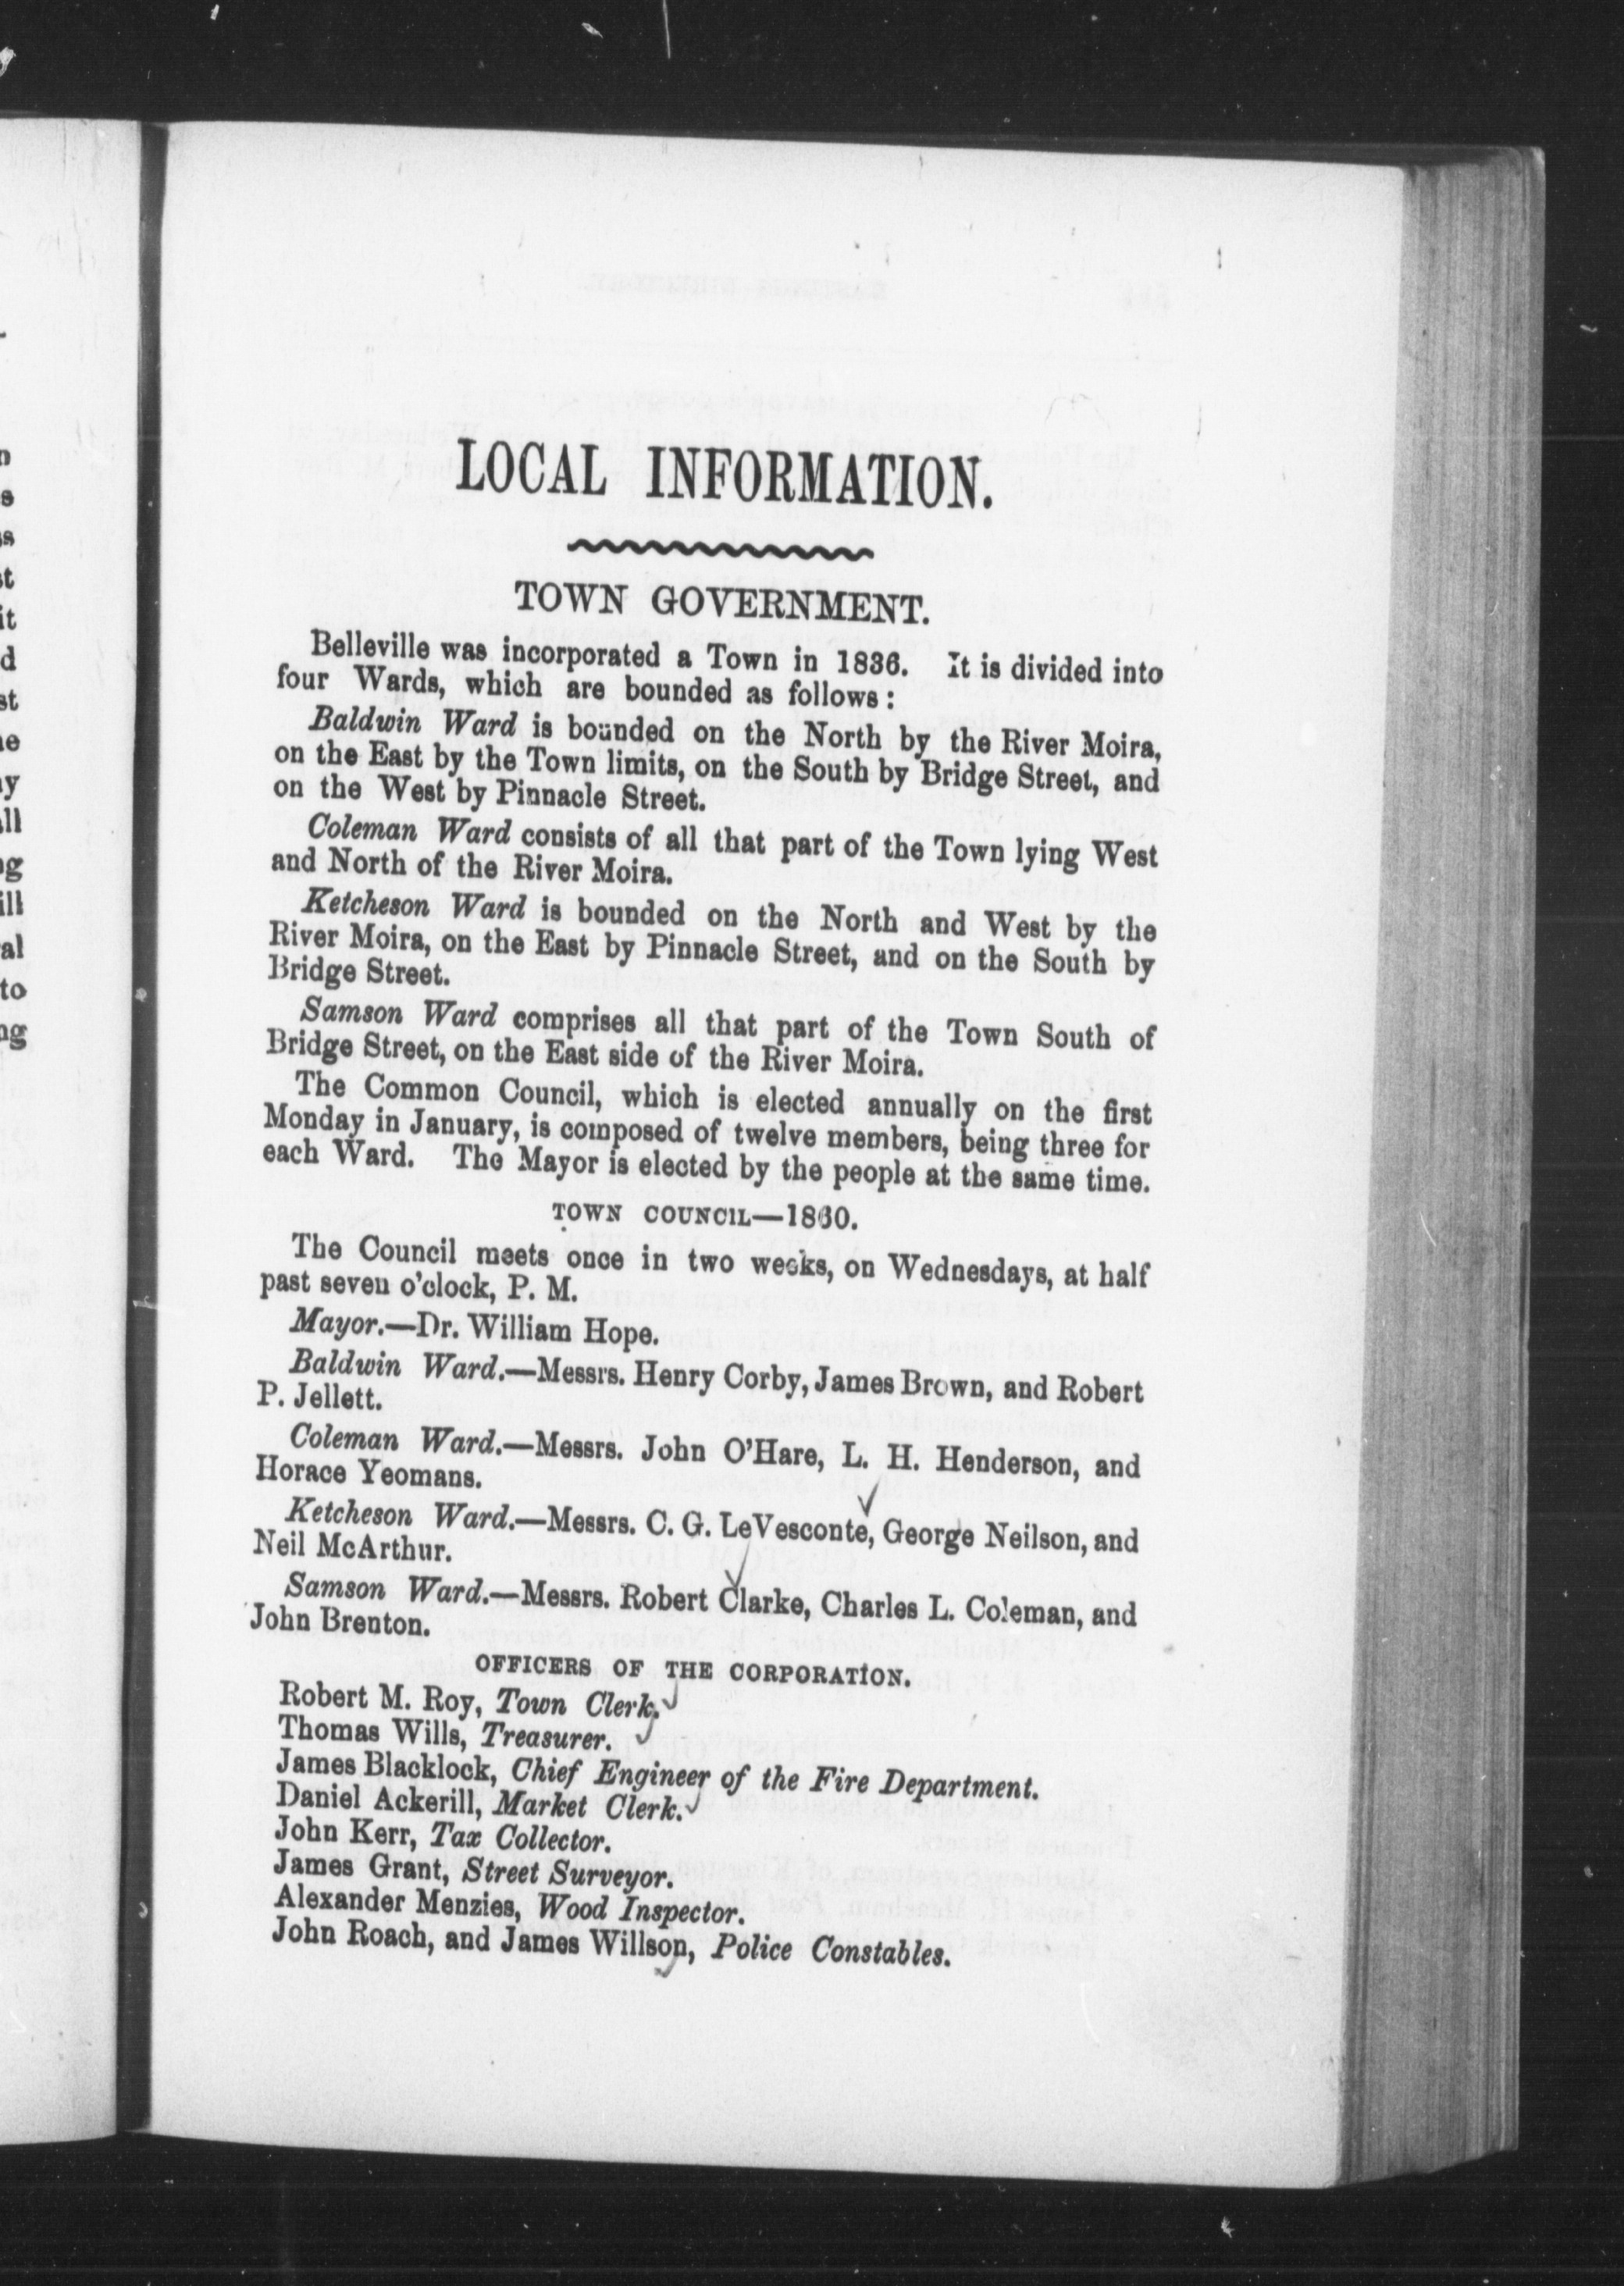 LOCAL INFORMATION.
TOWN GOVERNMENT.
Belleville was incorporated a Town in 1836. It is divided into
four Wards, which are bounded as follows:
Baldwin Ward is bounded on the North by the River Moira,
on the East by the Town limits, on the South by Bridge Street, and
on the West by Pinnacle Street.
Coleman Ward consists of all that part of the Town lying West
and North of the River Moira.
Ketcheson Ward is bounded on the North and West by the
River Moira, on the East by Pinnacle Street, and on the South by
Bridge Street.
Samson Ward comprises all that part of the Town South of
Bridge Street, on the East side of the River Moira.
The Common Council, which is elected annually on the first
Monday in January, is composed of twelve members, being three for
each Ward. The Mayor is elected by the people at the same time.
TOWN COUNCIL—1860.
The Council meets once in two weeks, on Wednesdays, at half
past seven o'clock, P. M.
Mayor.—Dr. William Hope.
Baldwin Ward.—Messrs. Henry Corby, James Brown, and Robert
P. Jellett.
Coleman Ward.—Messrs. John O'Hare, L. H. Henderson, and
Horace Yeomans.
Ketcheson Ward.—Messrs. C. G. LeVesconte, George Neilson, and
Neil McArthur.
Samson Ward.—Messrs. Robert Clarke, Charles L. Coleman, and
John Brenton.
OFFICERS OF THE CORPORATION.
Robert M. Roy, Town Clerk.
Thomas Wills, Treasurer.
James Blacklock, Chief Engineer of the Fire Department.
Daniel Ackerill, Market Clerk.
John Kerr, Tax Collector.
James Grant, Street Surveyor.
Alexander Menzies, Wood Inspector.
John Roach, and James Willson, Police Constables.